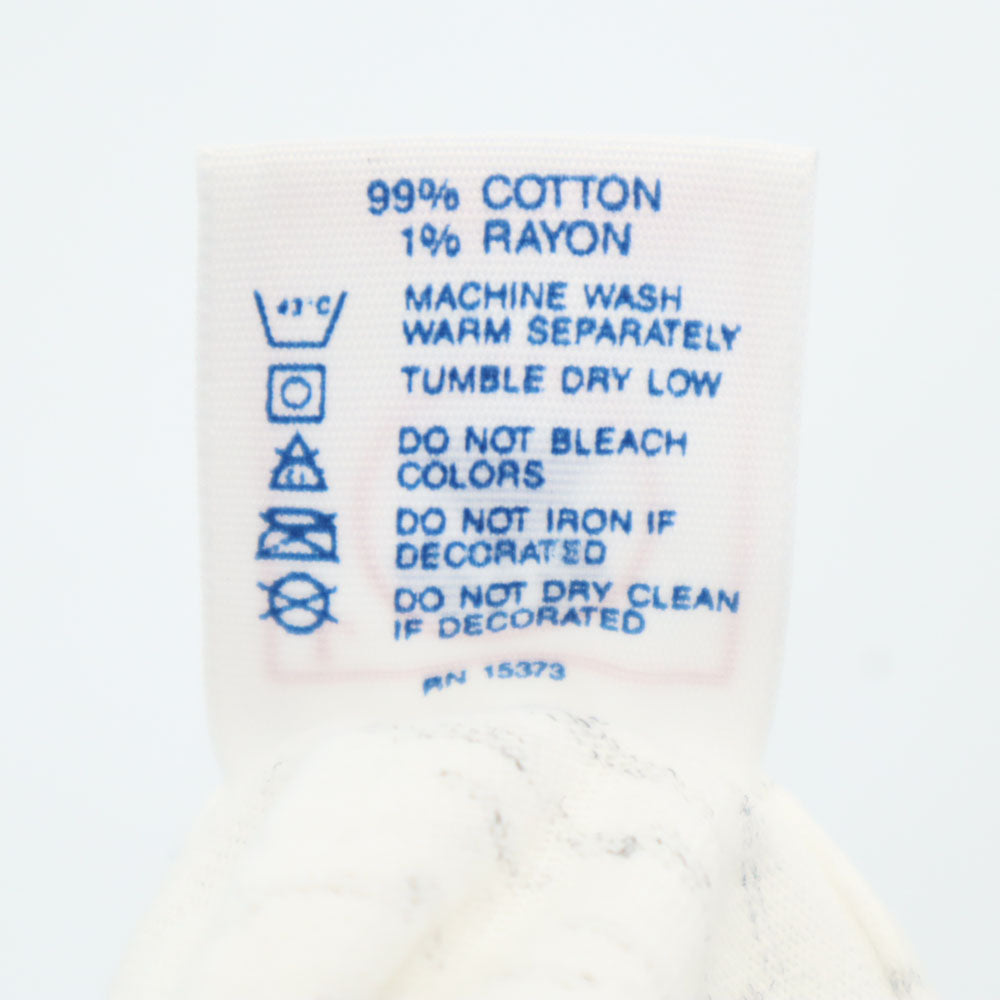 99% COTTON
1% RAYON
43°C
MACHINE WASH
WARM SEPARATELY
TUMBLE DRY LOW
DO NOT BLEACH
COLORS
DO NOT IRON IF
DECORATED
DO NOT DRY CLEAN
IF DECORATED
RN 15373